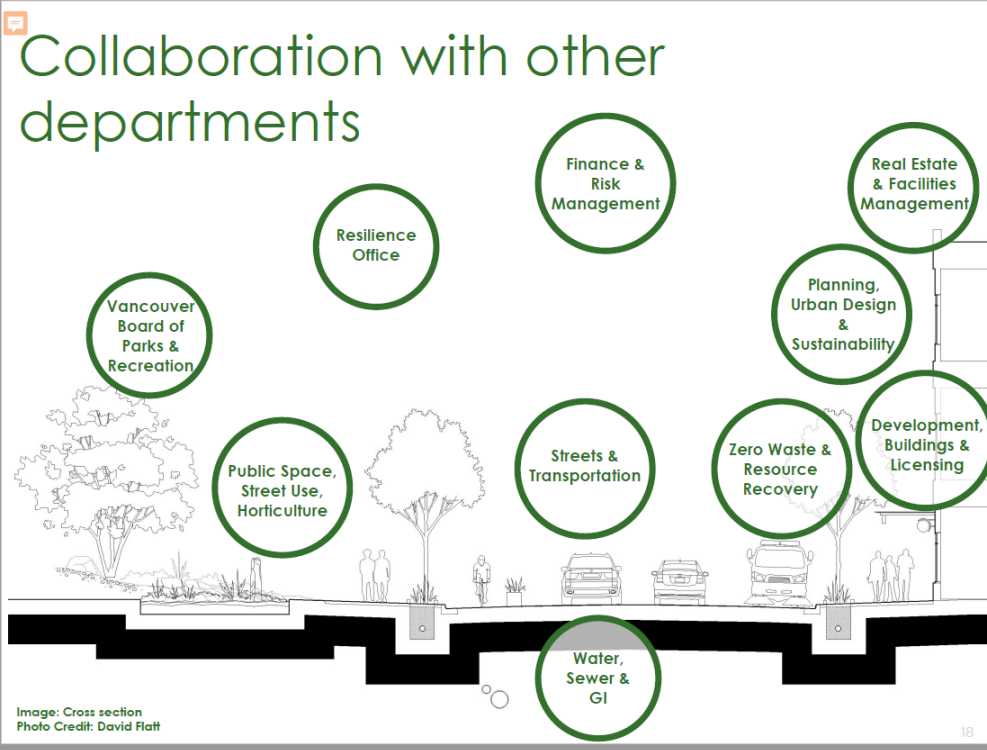 Collaboration with other
departments
Finance &
Risk
Management
Real Estate
& Facilities
Management
Resilience
Office
Planning,
Urban Design
&
Sustainability
Vancouver
Board of
Parks &
Recreation
Development,
Buildings &
Licensing
Public Space,
Street Use,
Horticulture
Streets &
Transportation
Zero Waste &
Resource
Recovery
Water,
Sewer &
GI
Image: Cross section
Photo Credit: David Flatt
18